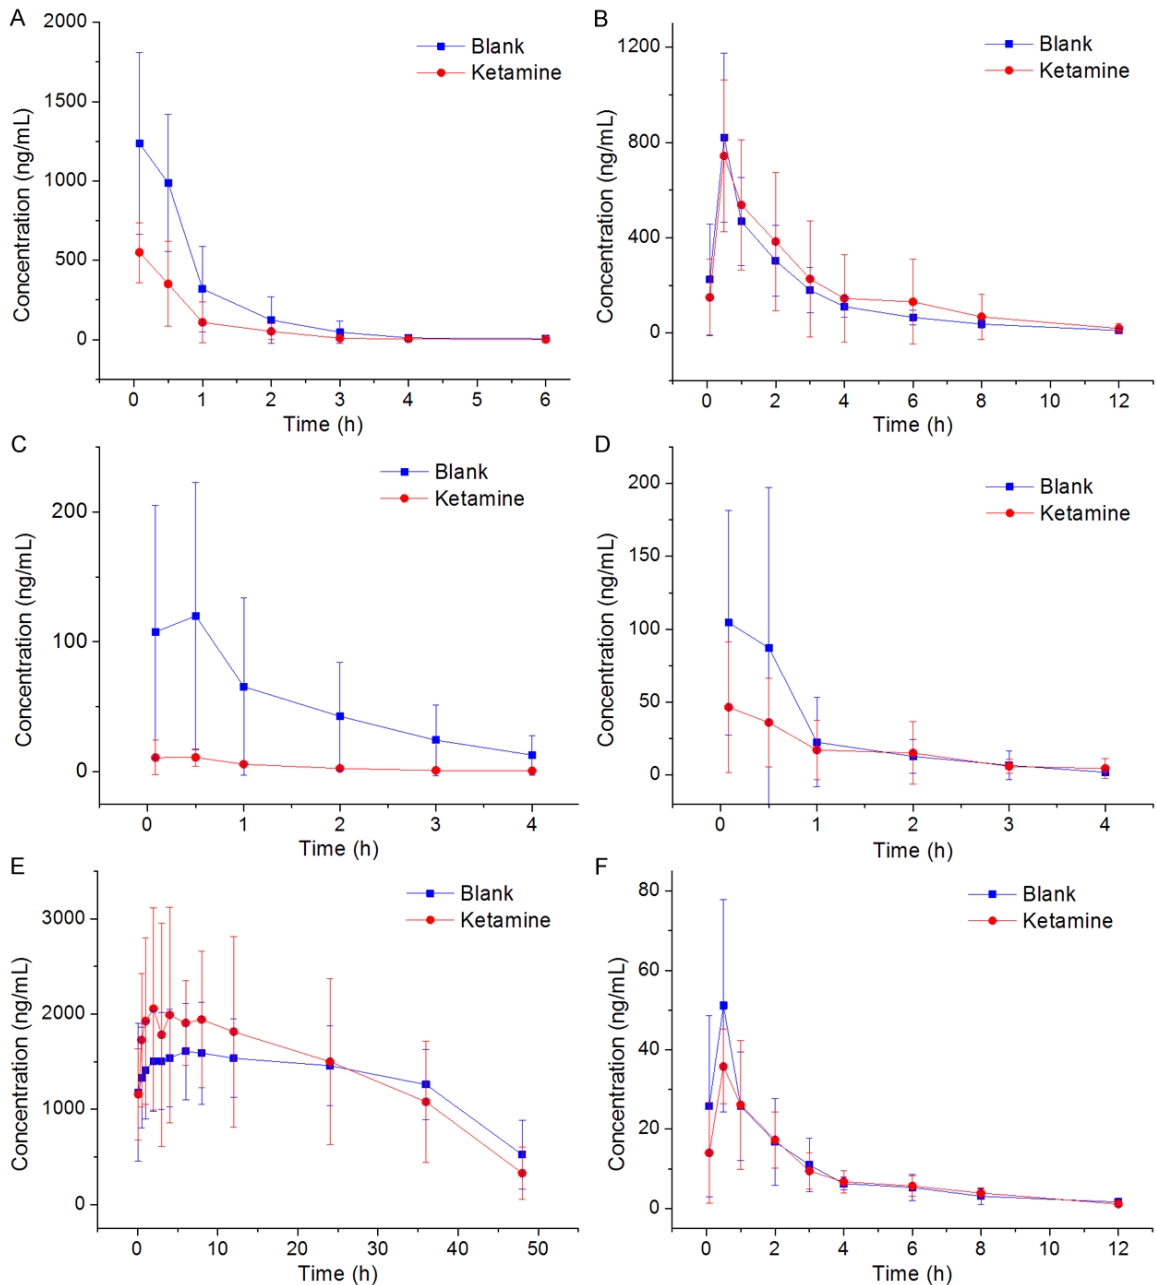 A
2000
1500
1000
500
0
Concentration (ng/mL)
Blank
Ketamine
0 1 2 3 4 5 6
Time (h)
B
1200
800
400
0
Concentration (ng/mL)
Blank
Ketamine
0 2 4 6 8 10 12
Time (h)
C
200
100
0
Concentration (ng/mL)
Blank
Ketamine
0 1 2 3 4
Time (h)
D
200
150
100
50
0
Concentration (ng/mL)
Blank
Ketamine
0 1 2 3 4
Time (h)
E
3000
2000
1000
0
Concentration (ng/mL)
Blank
Ketamine
0 10 20 30 40 50
Time (h)
F
80
60
40
20
0
Concentration (ng/mL)
Blank
Ketamine
0 2 4 6 8 10 12
Time (h)